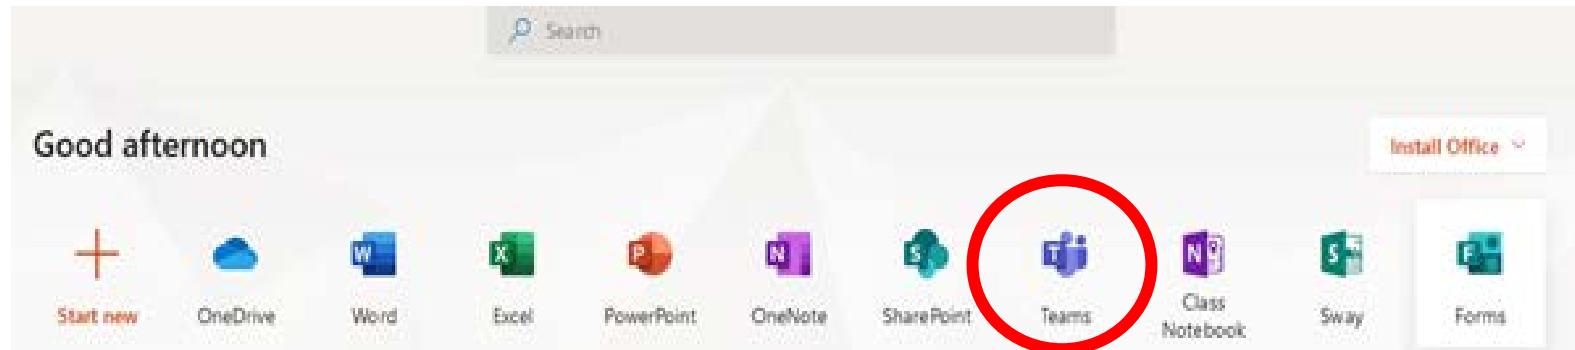 Search
Good afternoon
Install Office
Start new
OneDrive
Word
Excel
PowerPoint
OneNote
SharePoint
Teams
Class
Notebook
Sway
Forms
W
X
P
N
S
T
N
S
F